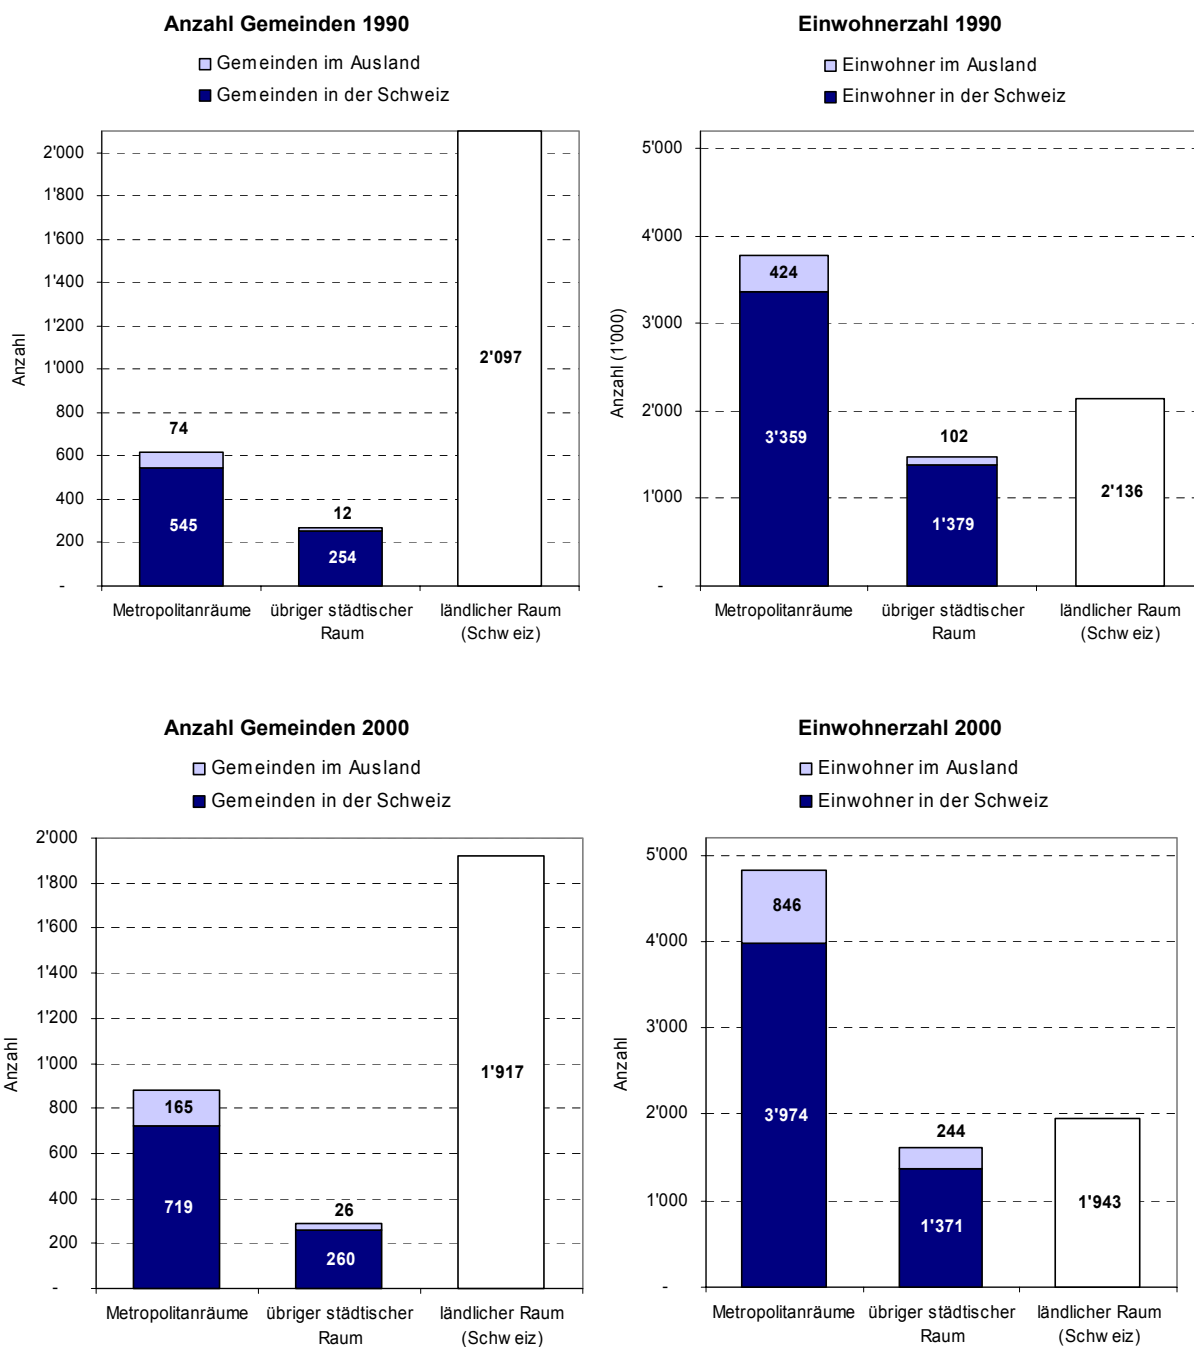 Anzahl Gemeinden 1990
Gemeinden im Ausland
Gemeinden in der Schweiz
Anzahl
2'000
1'800
1'600
1'400
1'200
1'000
800
600
400
200
-
74
545
12
254
2'097
Metropolitanräume
übriger städtischer
Raum
ländlicher Raum
(Schweiz)
Einwohnerzahl 1990
Einwohner im Ausland
Einwohner in der Schweiz
Anzahl (1'000)
5'000
4'000
3'000
2'000
1'000
-
424
3'359
102
1'379
2'136
Metropolitanräume
übriger städtischer
Raum
ländlicher Raum
(Schweiz)
Anzahl Gemeinden 2000
Gemeinden im Ausland
Gemeinden in der Schweiz
Anzahl
2'000
1'800
1'600
1'400
1'200
1'000
800
600
400
200
-
165
719
26
260
1'917
Metropolitanräume
übriger städtischer
Raum
ländlicher Raum
(Schweiz)
Einwohnerzahl 2000
Einwohner im Ausland
Einwohner in der Schweiz
Anzahl
5'000
4'000
3'000
2'000
1'000
-
846
3'974
244
1'371
1'943
Metropolitanräume
übriger städtischer
Raum
ländlicher Raum
(Schweiz)